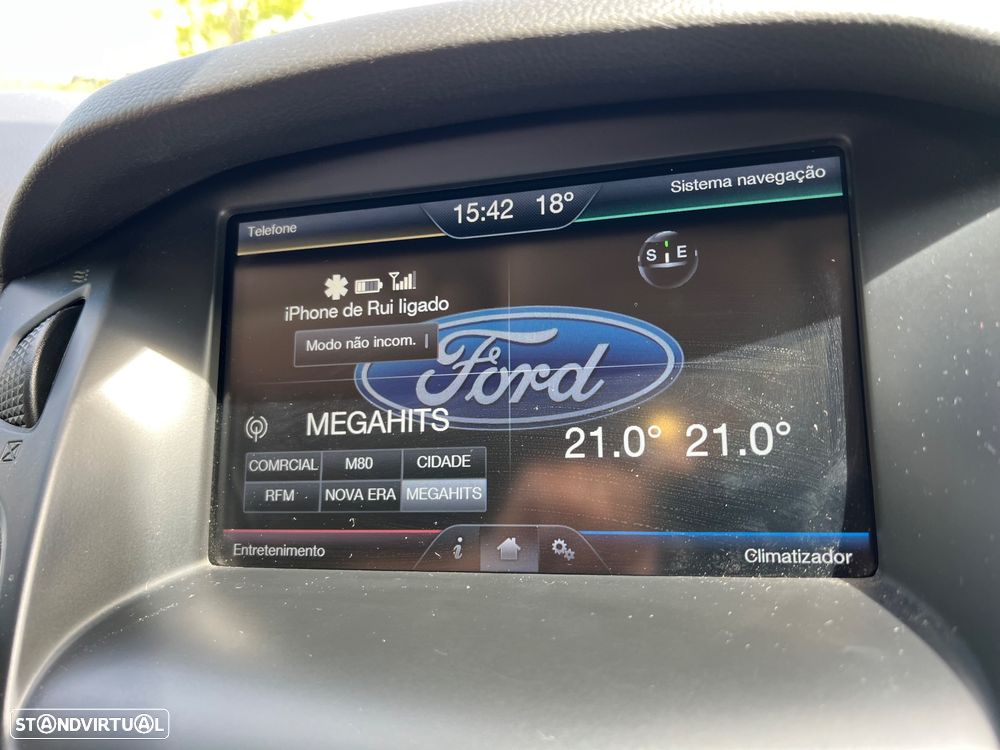 Telefone
15:42 18°
Sistema navegação
S E
iPhone de Rui ligado
Modo não incom.
Ford
MEGAHITS
21.0° 21.0°
COMRCIAL M80 CIDADE
RFM NOVA ERA MEGAHITS
Entretenimento
i
Climatizador
STANDVIRTUAL